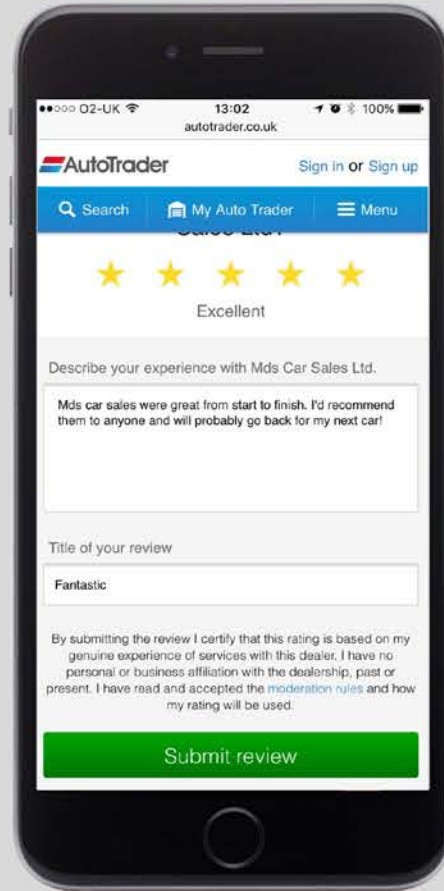 O2-UK 13:02 100%
autotrader.co.uk
AutoTrader Sign in or Sign up
Search My Auto Trader Menu
Sales Ltd?
Excellent
Describe your experience with Mds Car Sales Ltd.
Mds car sales were great from start to finish. I'd recommend
them to anyone and will probably go back for my next car!
Title of your review
Fantastic
By submitting the review I certify that this rating is based on my
genuine experience of services with this dealer. I have no
personal or business affiliation with the dealership, past or
present. I have read and accepted the moderation rules and how
my rating will be used.
Submit review